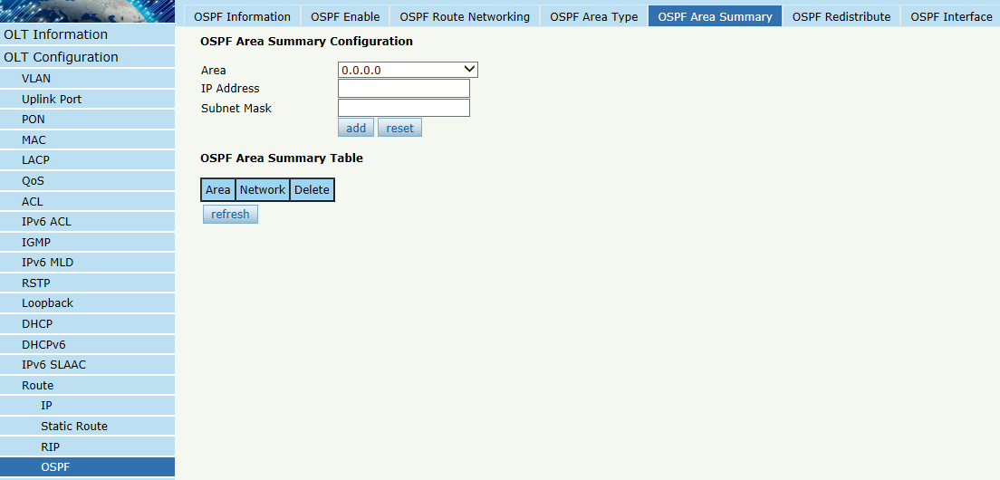 OSPF Information OSPF Enable OSPF Route Networking OSPF Area Type OSPF Area Summary OSPF Redistribute OSPF Interface
OLT Information
OLT Configuration
VLAN
Uplink Port
PON
MAC
LACP
QoS
ACL
IPv6 ACL
IGMP
IPv6 MLD
RSTP
Loopback
DHCP
DHCPv6
IPv6 SLAAC
Route
IP
Static Route
RIP
OSPF
OSPF Area Summary Configuration
Area 0.0.0.0
IP Address
Subnet Mask
add reset
OSPF Area Summary Table
Area Network Delete
refresh